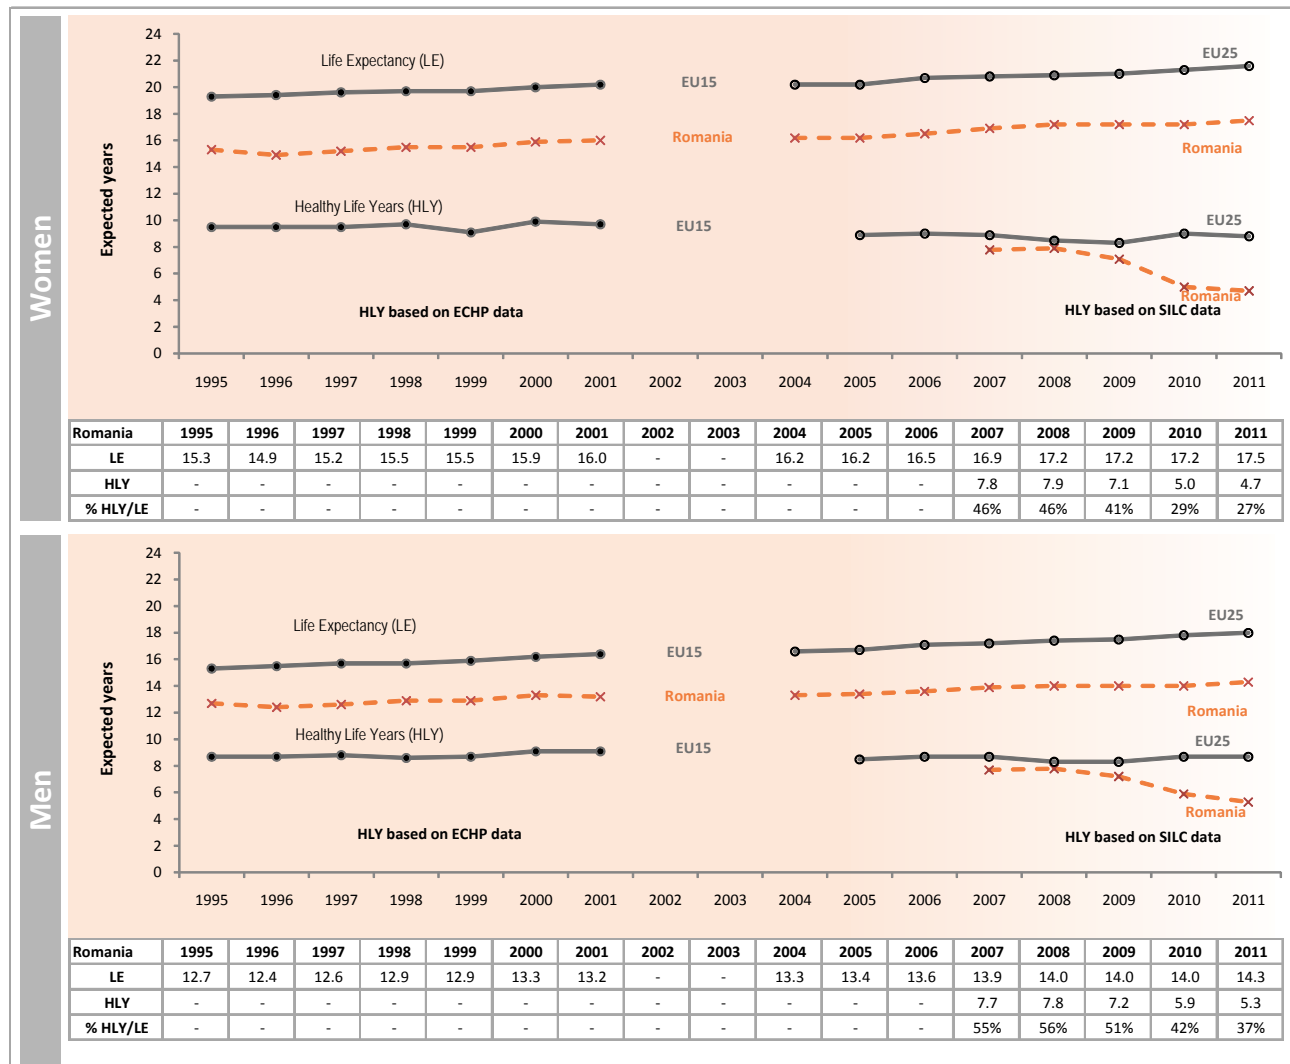 Women
24
22
20
18
16
14
12
10
8
6
4
2
0
Expected years
Life Expectancy (LE)
EU15
EU25
Romania
Romania
Healthy Life Years (HLY)
EU15
EU25
Romania
HLY based on ECHP data
HLY based on SILC data
1995 1996 1997 1998 1999 2000 2001 2002 2003 2004 2005 2006 2007 2008 2009 2010 2011
Romania 1995 1996 1997 1998 1999 2000 2001 2002 2003 2004 2005 2006 2007 2008 2009 2010 2011
LE 15.3 14.9 15.2 15.5 15.5 15.9 16.0 - - 16.2 16.2 16.5 16.9 17.2 17.2 17.2 17.5
HLY - - - - - - - - - - - - 7.8 7.9 7.1 5.0 4.7
% HLY/LE - - - - - - - - - - - - 46% 46% 41% 29% 27%
Men
24
22
20
18
16
14
12
10
8
6
4
2
0
Expected years
Life Expectancy (LE)
EU15
EU25
Romania
Romania
Healthy Life Years (HLY)
EU15
EU25
Romania
HLY based on ECHP data
HLY based on SILC data
1995 1996 1997 1998 1999 2000 2001 2002 2003 2004 2005 2006 2007 2008 2009 2010 2011
Romania 1995 1996 1997 1998 1999 2000 2001 2002 2003 2004 2005 2006 2007 2008 2009 2010 2011
LE 12.7 12.4 12.6 12.9 12.9 13.3 13.2 - - 13.3 13.4 13.6 13.9 14.0 14.0 14.0 14.3
HLY - - - - - - - - - - - - 7.7 7.8 7.2 5.9 5.3
% HLY/LE - - - - - - - - - - - - 55% 56% 51% 42% 37%